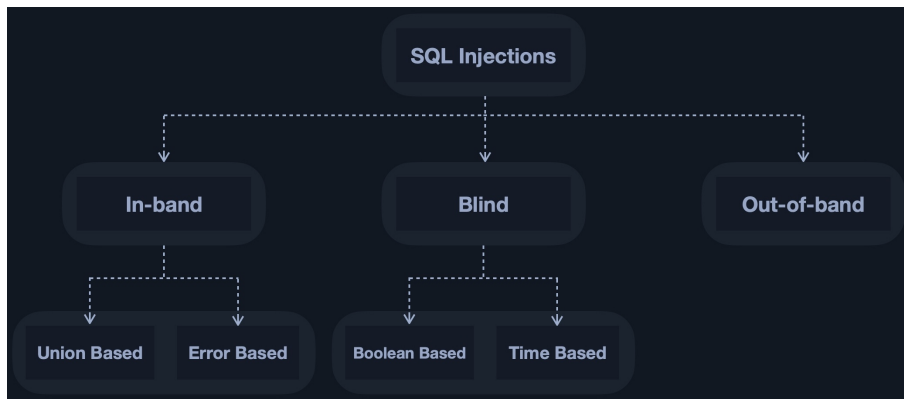 SQL Injections
In-band
Blind
Out-of-band
Union Based
Error Based
Boolean Based
Time Based